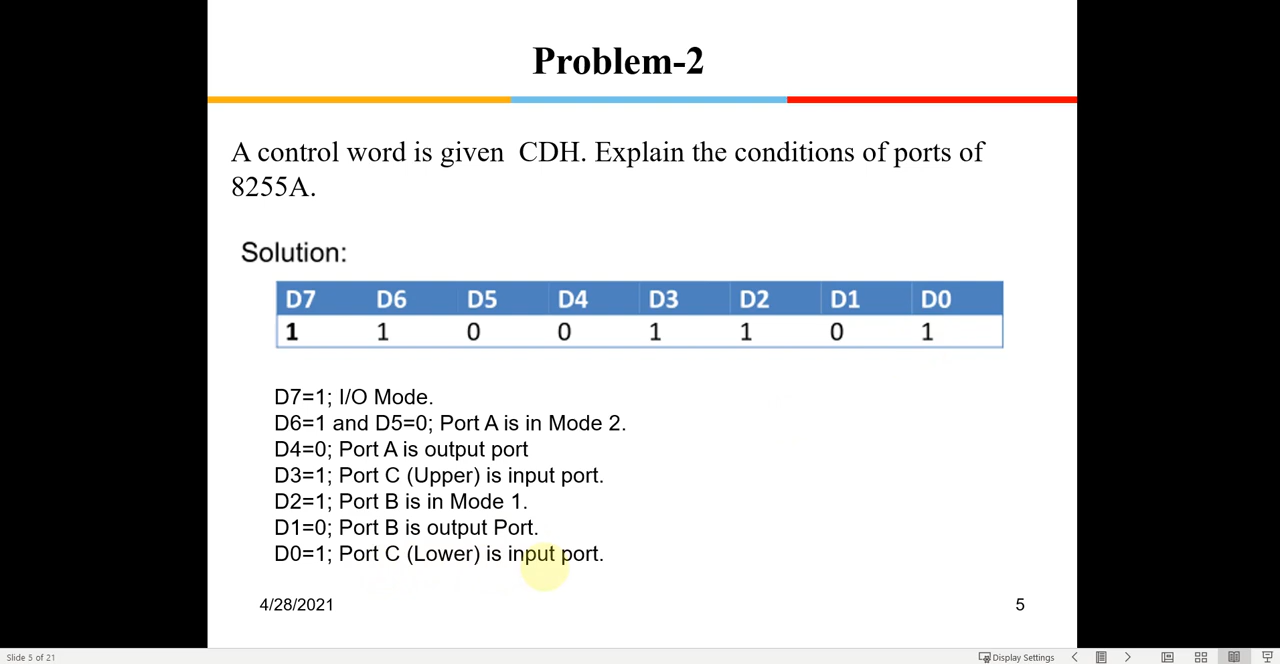 Problem-2
A control word is given CDH. Explain the conditions of ports of
8255A.
Solution:
D7 D6 D5 D4 D3 D2 D1 D0
1 1 0 0 1 1 0 1
D7=1; I/O Mode.
D6=1 and D5=0; Port A is in Mode 2.
D4=0; Port A is output port
D3=1; Port C (Upper) is input port.
D2=1; Port B is in Mode 1.
D1=0; Port B is output Port.
D0=1; Port C (Lower) is input port.
4/28/2021 5
Slide 5 of 21 Display Settings